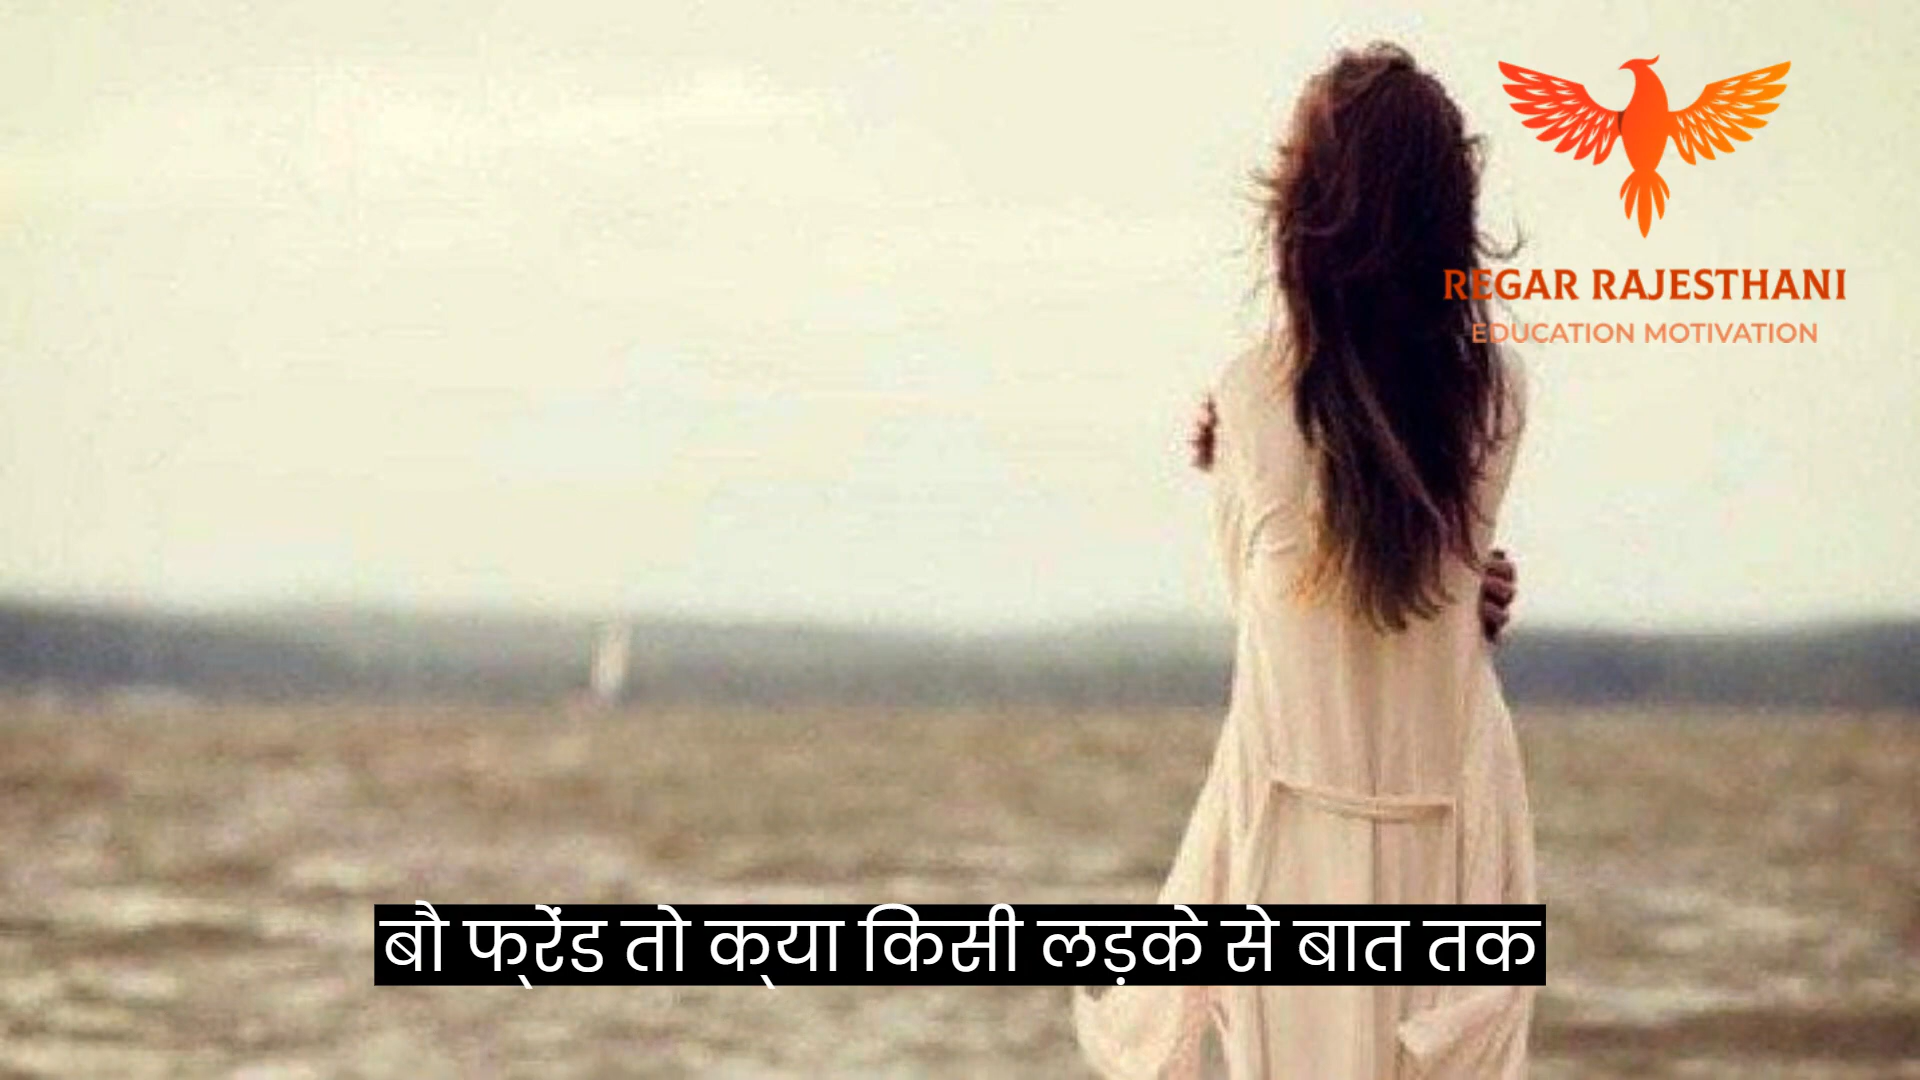 REGAR RAJESTHANI
EDUCATION MOTIVATION
बौ फ्रेंड तो क्या किसी लड़के से बात तक